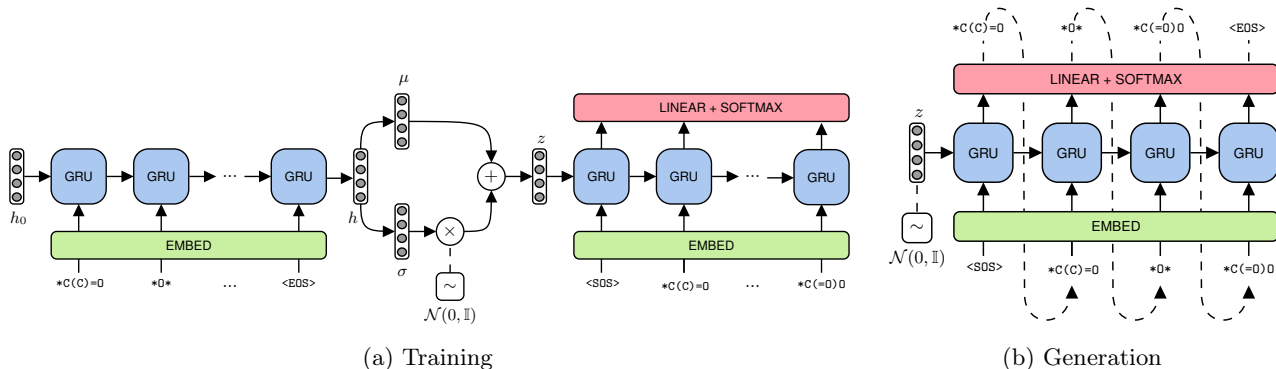 μ
LINEAR + SOFTMAX
z
GRU GRU ... GRU
h₀
h
+
GRU GRU ... GRU
EMBED
σ
×
*C(C)=O *O* ... <EOS>
∼
N(0, 𝕀)
EMBED
<SOS> *C(C)=O ... *C(=O)O
(a) Training
*C(C)=O *O* *C(=O)O <EOS>
LINEAR + SOFTMAX
z
GRU GRU GRU GRU
EMBED
∼
N(0, 𝕀)
<SOS> *C(C)=O *O* *C(=O)O
(b) Generation